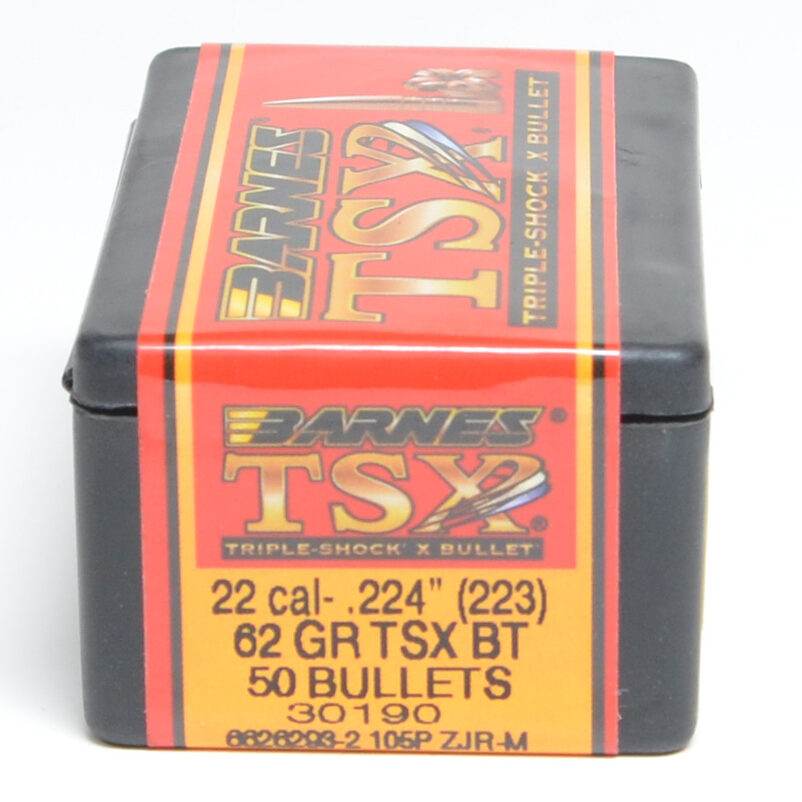 BARNES
TSX®
TRIPLE-SHOCK X BULLET
BARNES®
TSX®
TRIPLE-SHOCK® X BULLET™
22 cal- .224" (223)
62 GR TSX BT
50 BULLETS
30190
6626293-2 105P ZJR-M